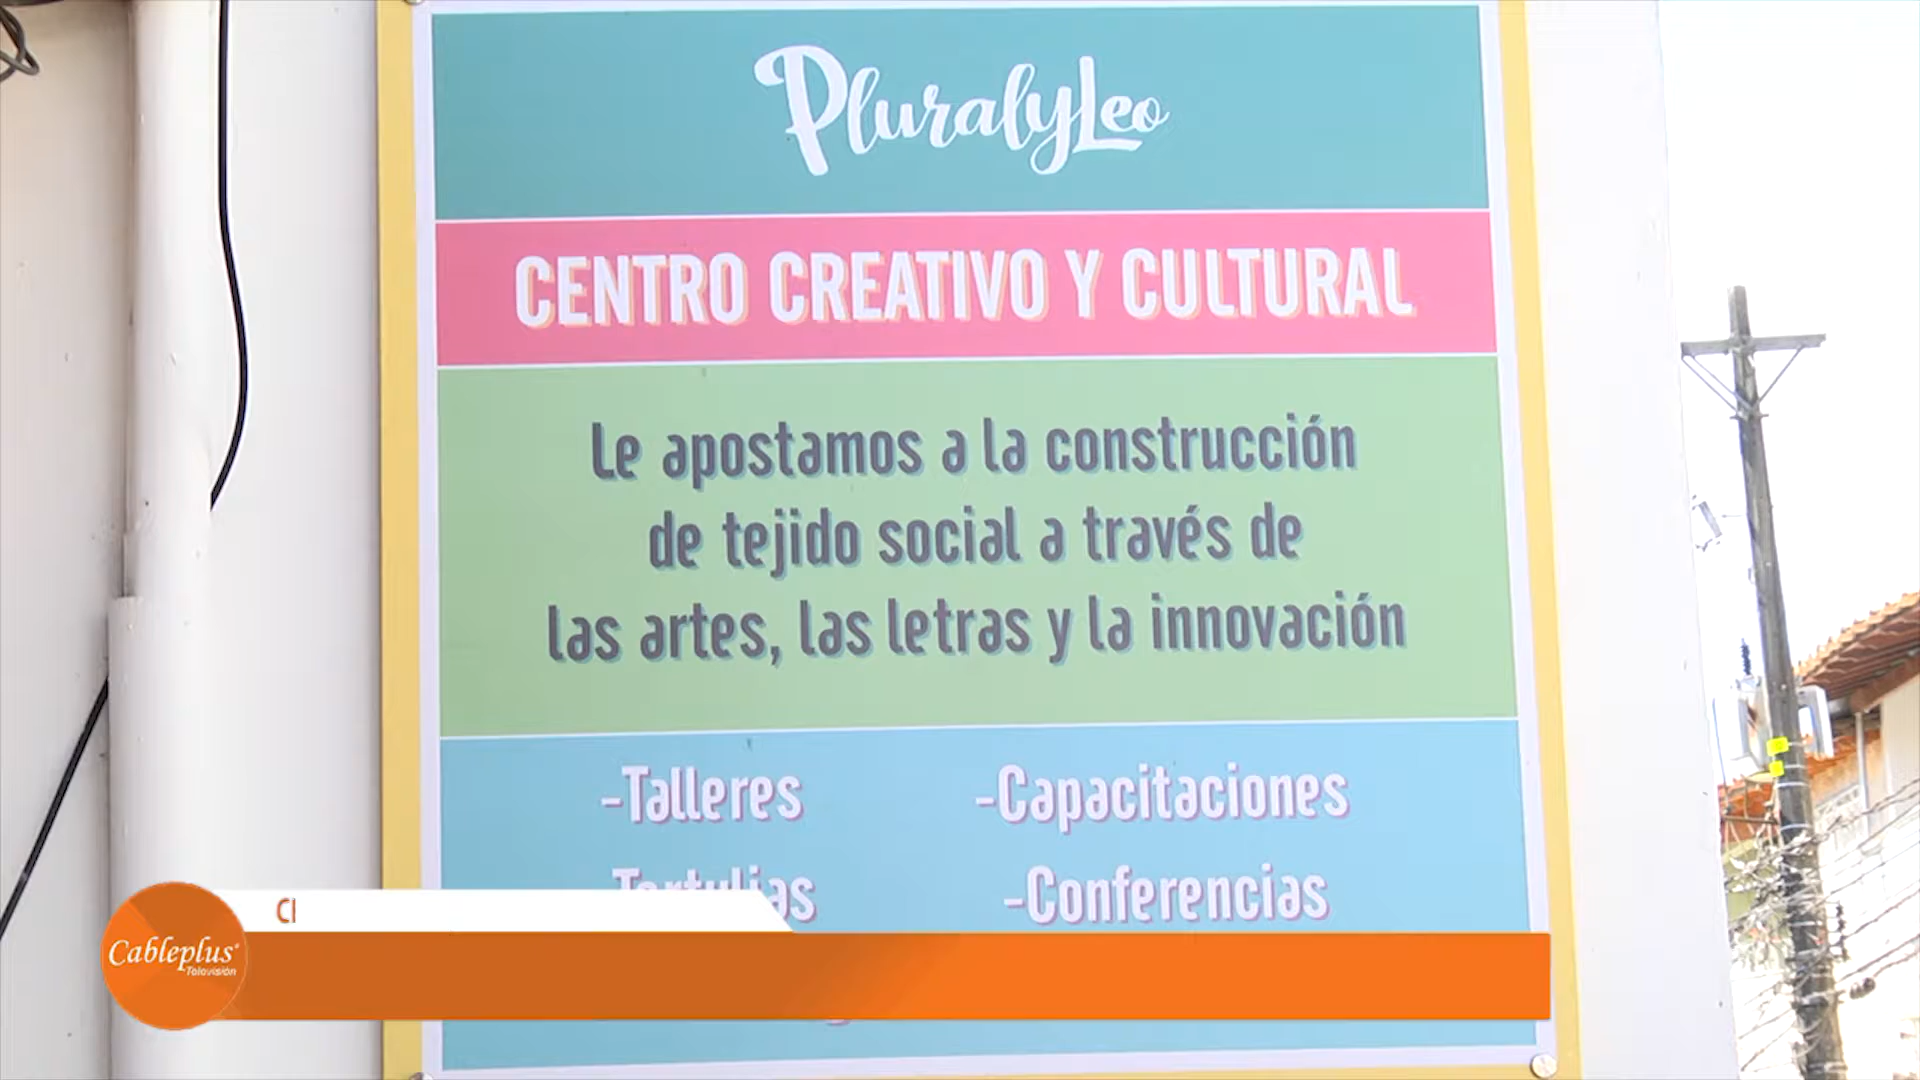 PluralyLeo
CENTRO CREATIVO Y CULTURAL
Le apostamos a la construcción
de tejido social a través de
las artes, las letras y la innovación
-Talleres -Capacitaciones
Tertulias -Conferencias
Cableplus
Televisión